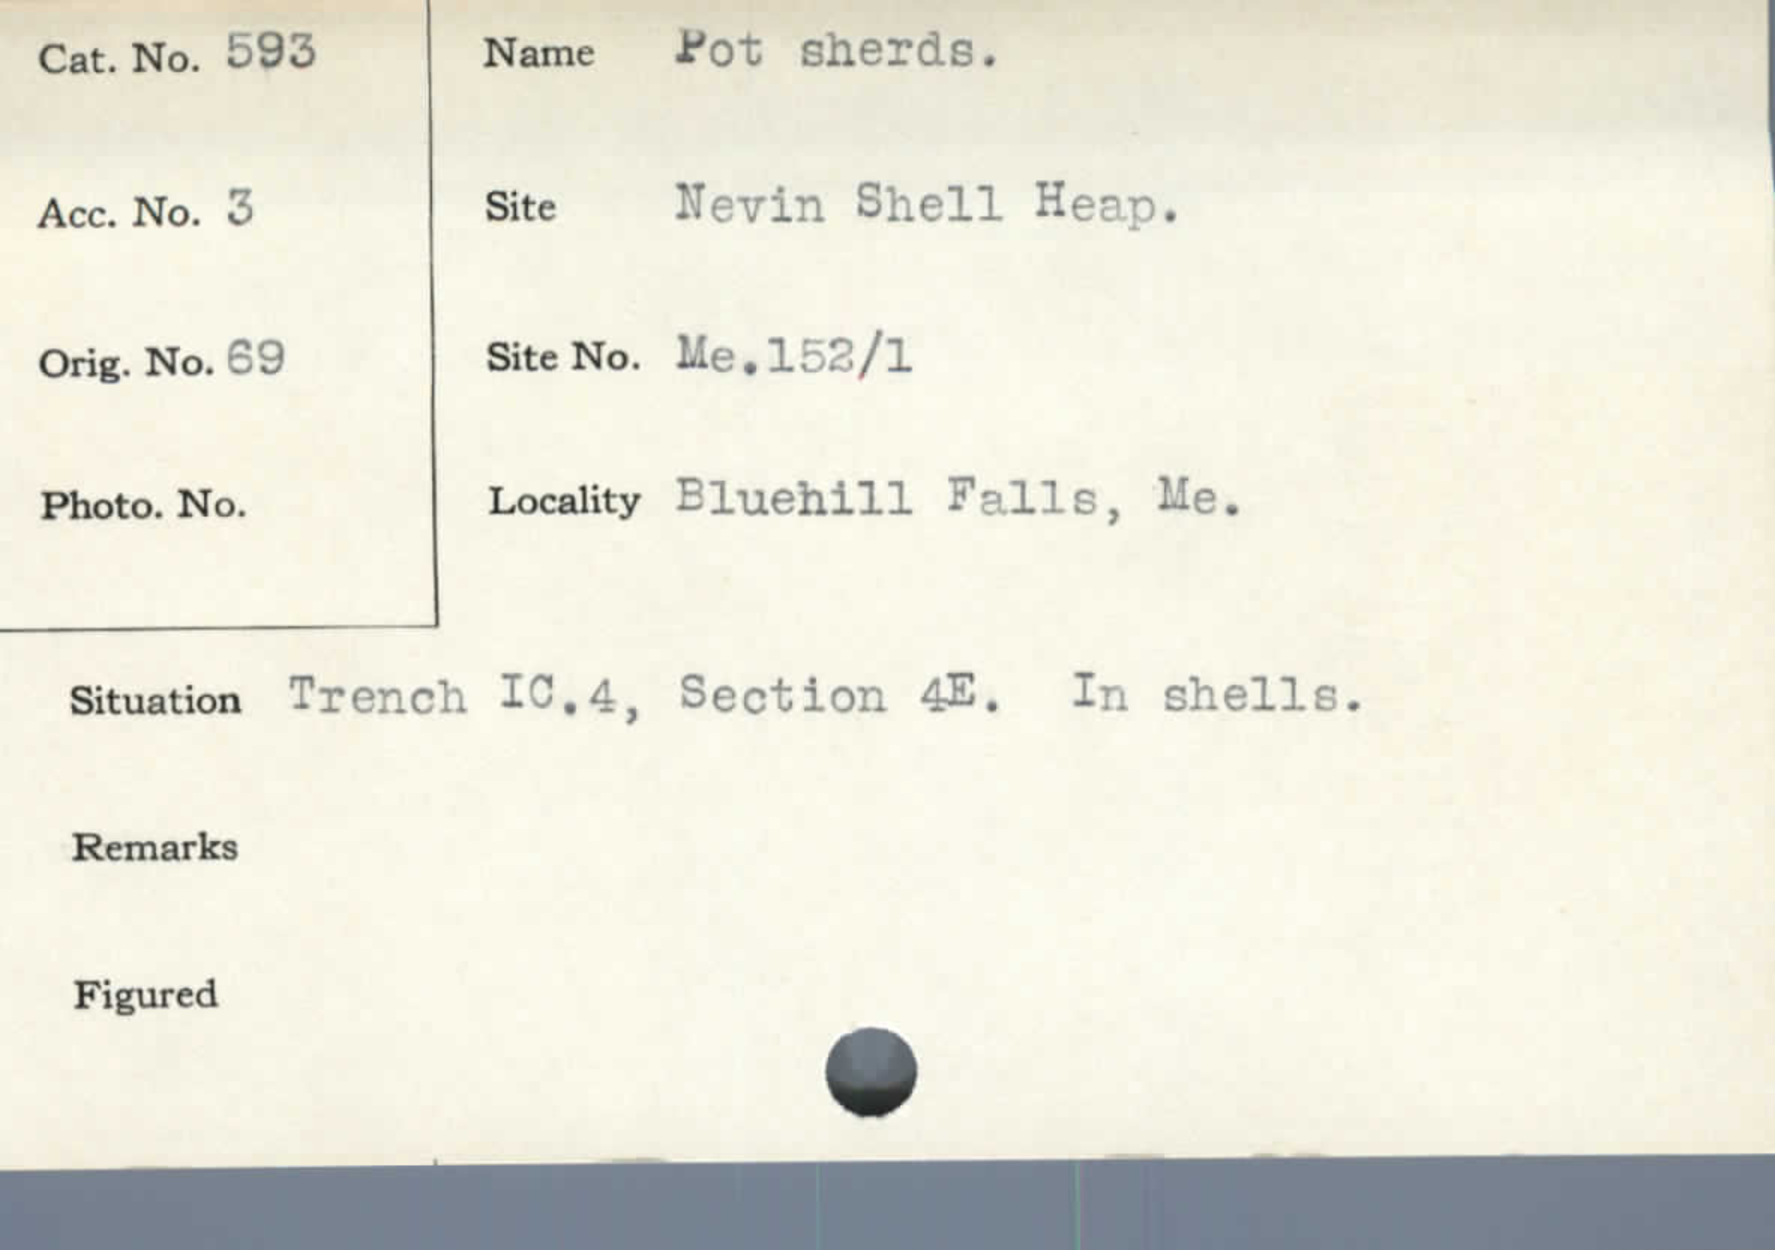 Cat. No. 593
Name Pot sherds.
Acc. No. 3
Site Nevin Shell Heap.
Orig. No. 69
Site No. Me.152/1
Photo. No.
Locality Bluehill Falls, Me.
Situation Trench IC.4, Section 4E. In shells.
Remarks
Figured